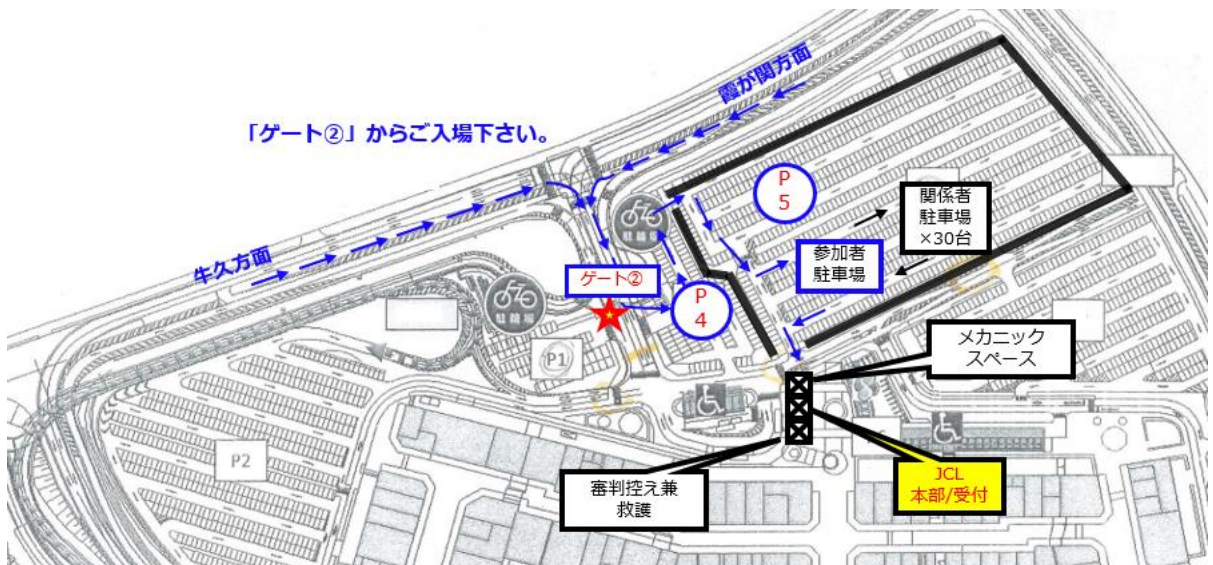 霞が関方面
「ゲート②」からご入場下さい。
P
5
関係者
駐車場
×30台
駐輪場
参加者
駐車場
牛久方面
ゲート②
駐輪場
P
4
P1
メカニック
スペース
P2
審判控え兼
救護
JCL
本部/受付